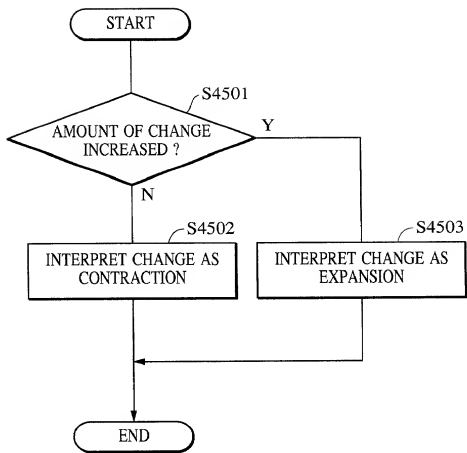 START
S4501
AMOUNT OF CHANGE
INCREASED ?
Y
N
S4502
INTERPRET CHANGE AS
CONTRACTION
S4503
INTERPRET CHANGE AS
EXPANSION
END